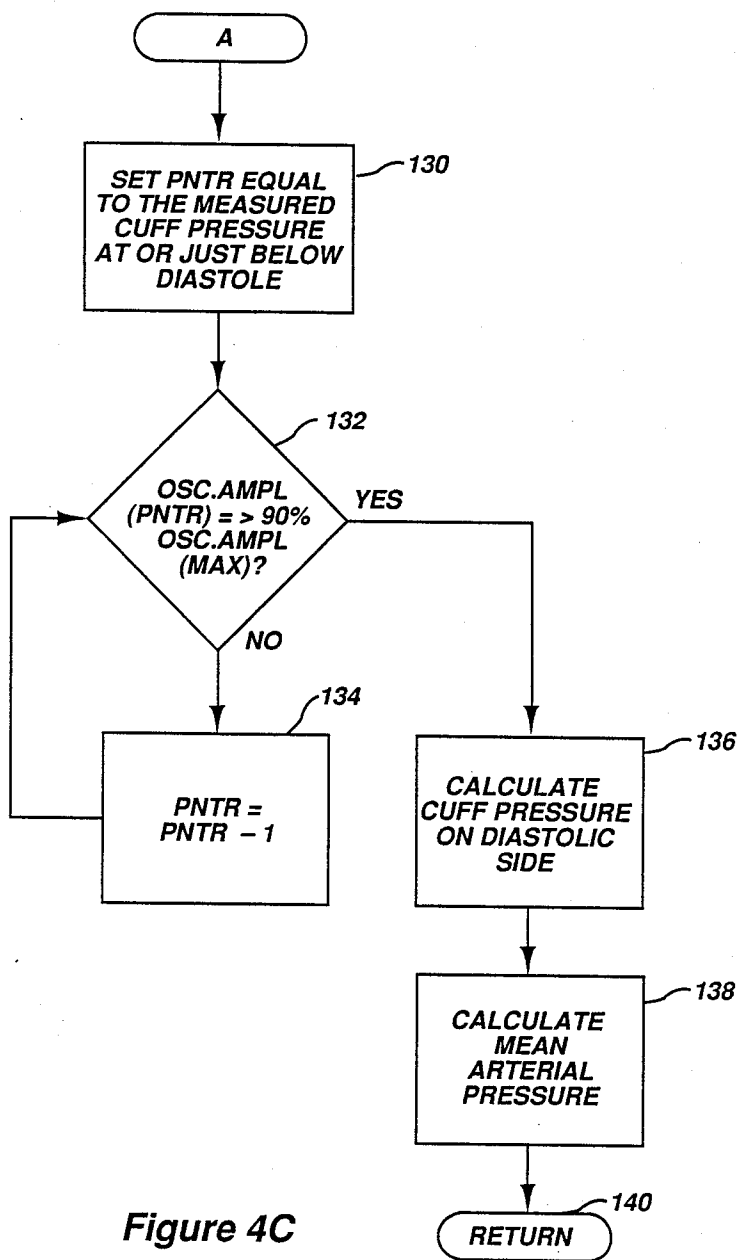 A
SET PNTR EQUAL
TO THE MEASURED
CUFF PRESSURE
AT OR JUST BELOW
DIASTOLE
130
OSC.AMPL
(PNTR) = > 90%
OSC.AMPL
(MAX)?
132
YES
NO
PNTR =
PNTR – 1
134
CALCULATE
CUFF PRESSURE
ON DIASTOLIC
SIDE
136
CALCULATE
MEAN
ARTERIAL
PRESSURE
138
RETURN
140
Figure 4C